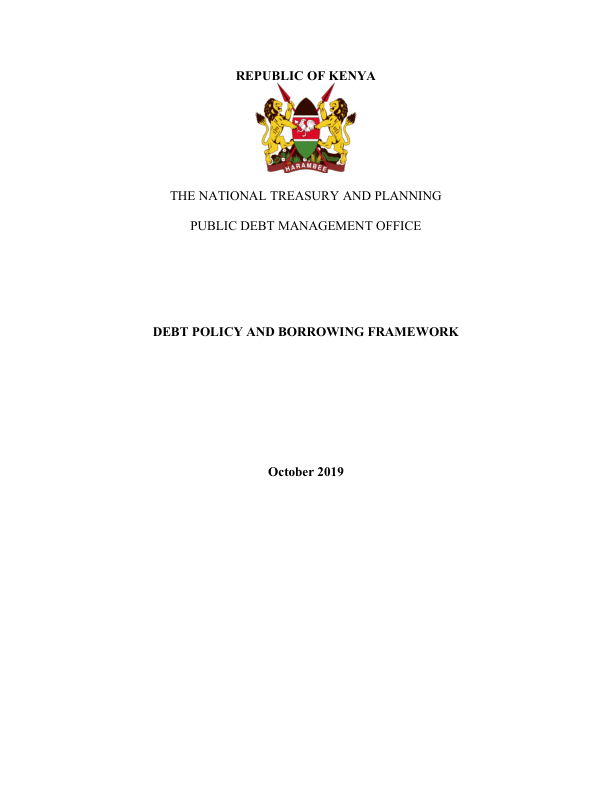 REPUBLIC OF KENYA
HARAMBEE
THE NATIONAL TREASURY AND PLANNING
PUBLIC DEBT MANAGEMENT OFFICE
DEBT POLICY AND BORROWING FRAMEWORK
October 2019